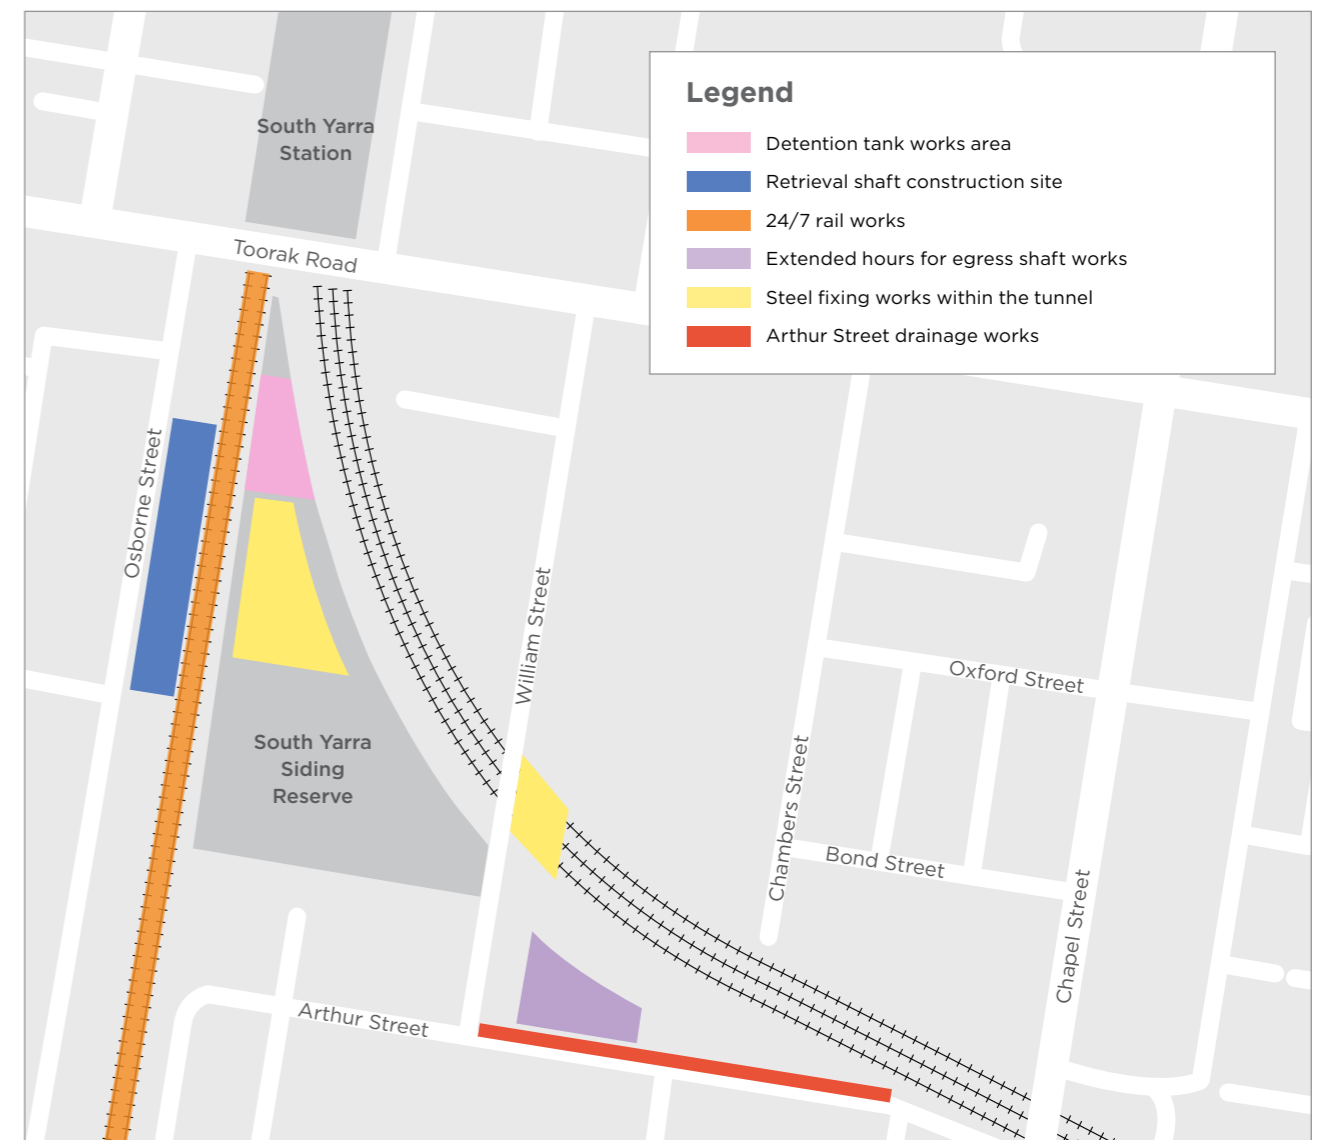 South Yarra
Station
Legend
Detention tank works area
Retrieval shaft construction site
24/7 rail works
Extended hours for egress shaft works
Steel fixing works within the tunnel
Arthur Street drainage works
Toorak Road
Osborne Street
William Street
Oxford Street
South Yarra
Siding
Reserve
Chambers Street
Bond Street
Chapel Street
Arthur Street